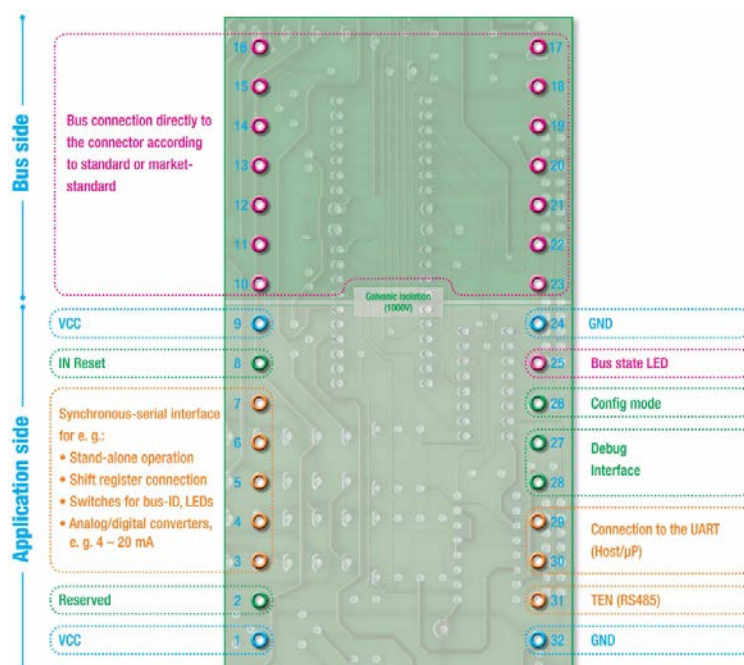 Bus side
Application side
Bus connection directly to
the connector according
to standard or market-
standard
16
15
14
13
12
11
10
17
18
19
20
21
22
23
Galvanic isolation
(1000V)
VCC
9
24
GND
IN Reset
8
25
Bus state LED
Synchronous-serial interface
for e. g.:
• Stand-alone operation
• Shift register connection
• Switches for bus-ID, LEDs
• Analog/digital converters,
e. g. 4 – 20 mA
7
6
5
4
3
26
Config mode
27
28
Debug
Interface
29
30
Connection to the UART
(Host/µP)
Reserved
2
31
TEN (RS485)
VCC
1
32
GND